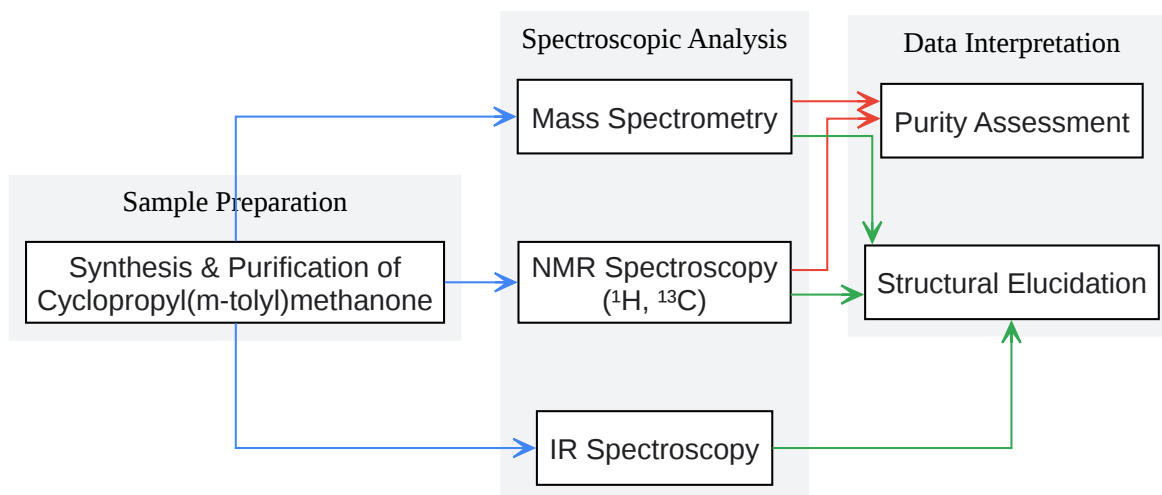 Sample Preparation
Synthesis & Purification of
Cyclopropyl(m-tolyl)methanone
Spectroscopic Analysis
Mass Spectrometry
NMR Spectroscopy
(¹H, ¹³C)
IR Spectroscopy
Data Interpretation
Purity Assessment
Structural Elucidation